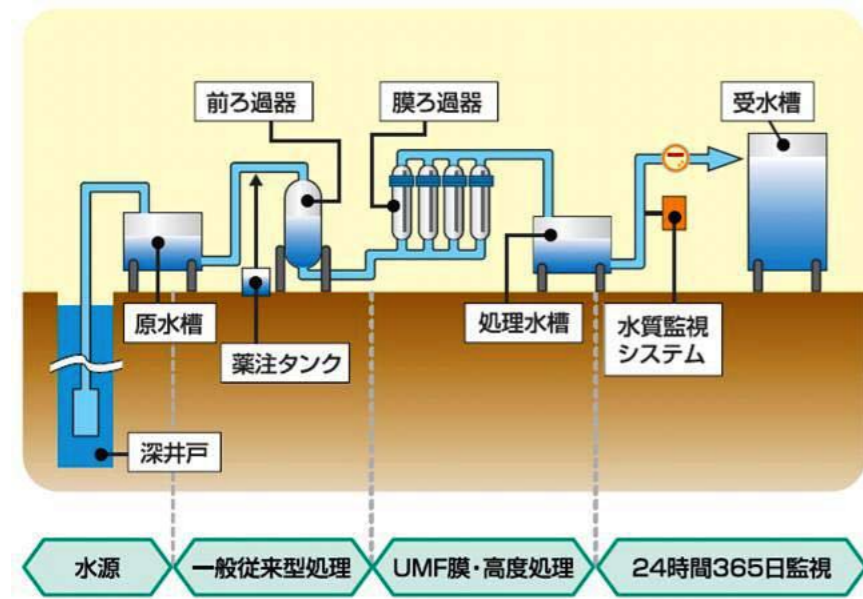 前ろ過器
膜ろ過器
受水槽
原水槽
薬注タンク
処理水槽
水質監視
システム
深井戸
水源
一般従来型処理
UMF膜・高度処理
24時間365日監視